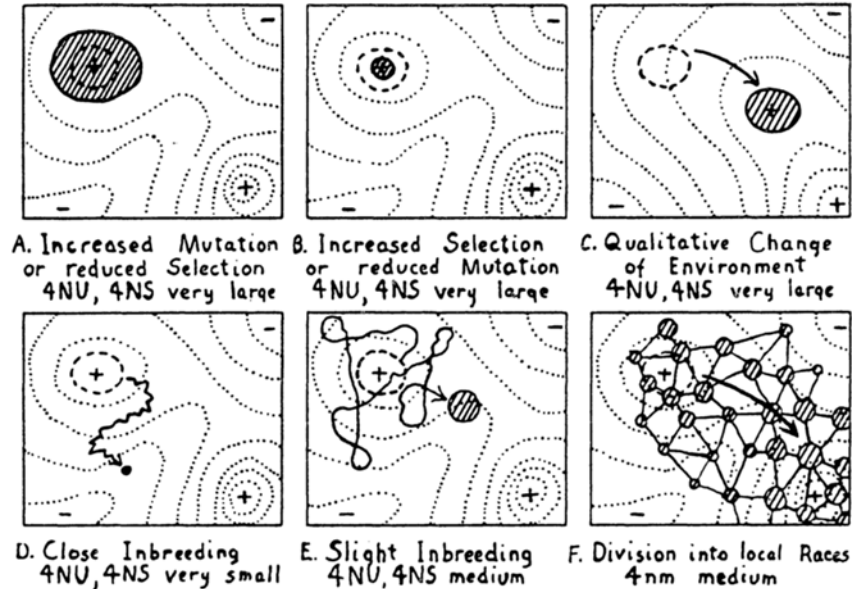 A. Increased Mutation
or reduced Selection
4NU, 4NS very large
B. Increased Selection
or reduced Mutation
4NU, 4NS very large
C. Qualitative Change
of Environment
4NU, 4NS very large
D. Close Inbreeding
4NU, 4NS very small
E. Slight Inbreeding
4NU, 4NS medium
F. Division into local Races
4nm medium